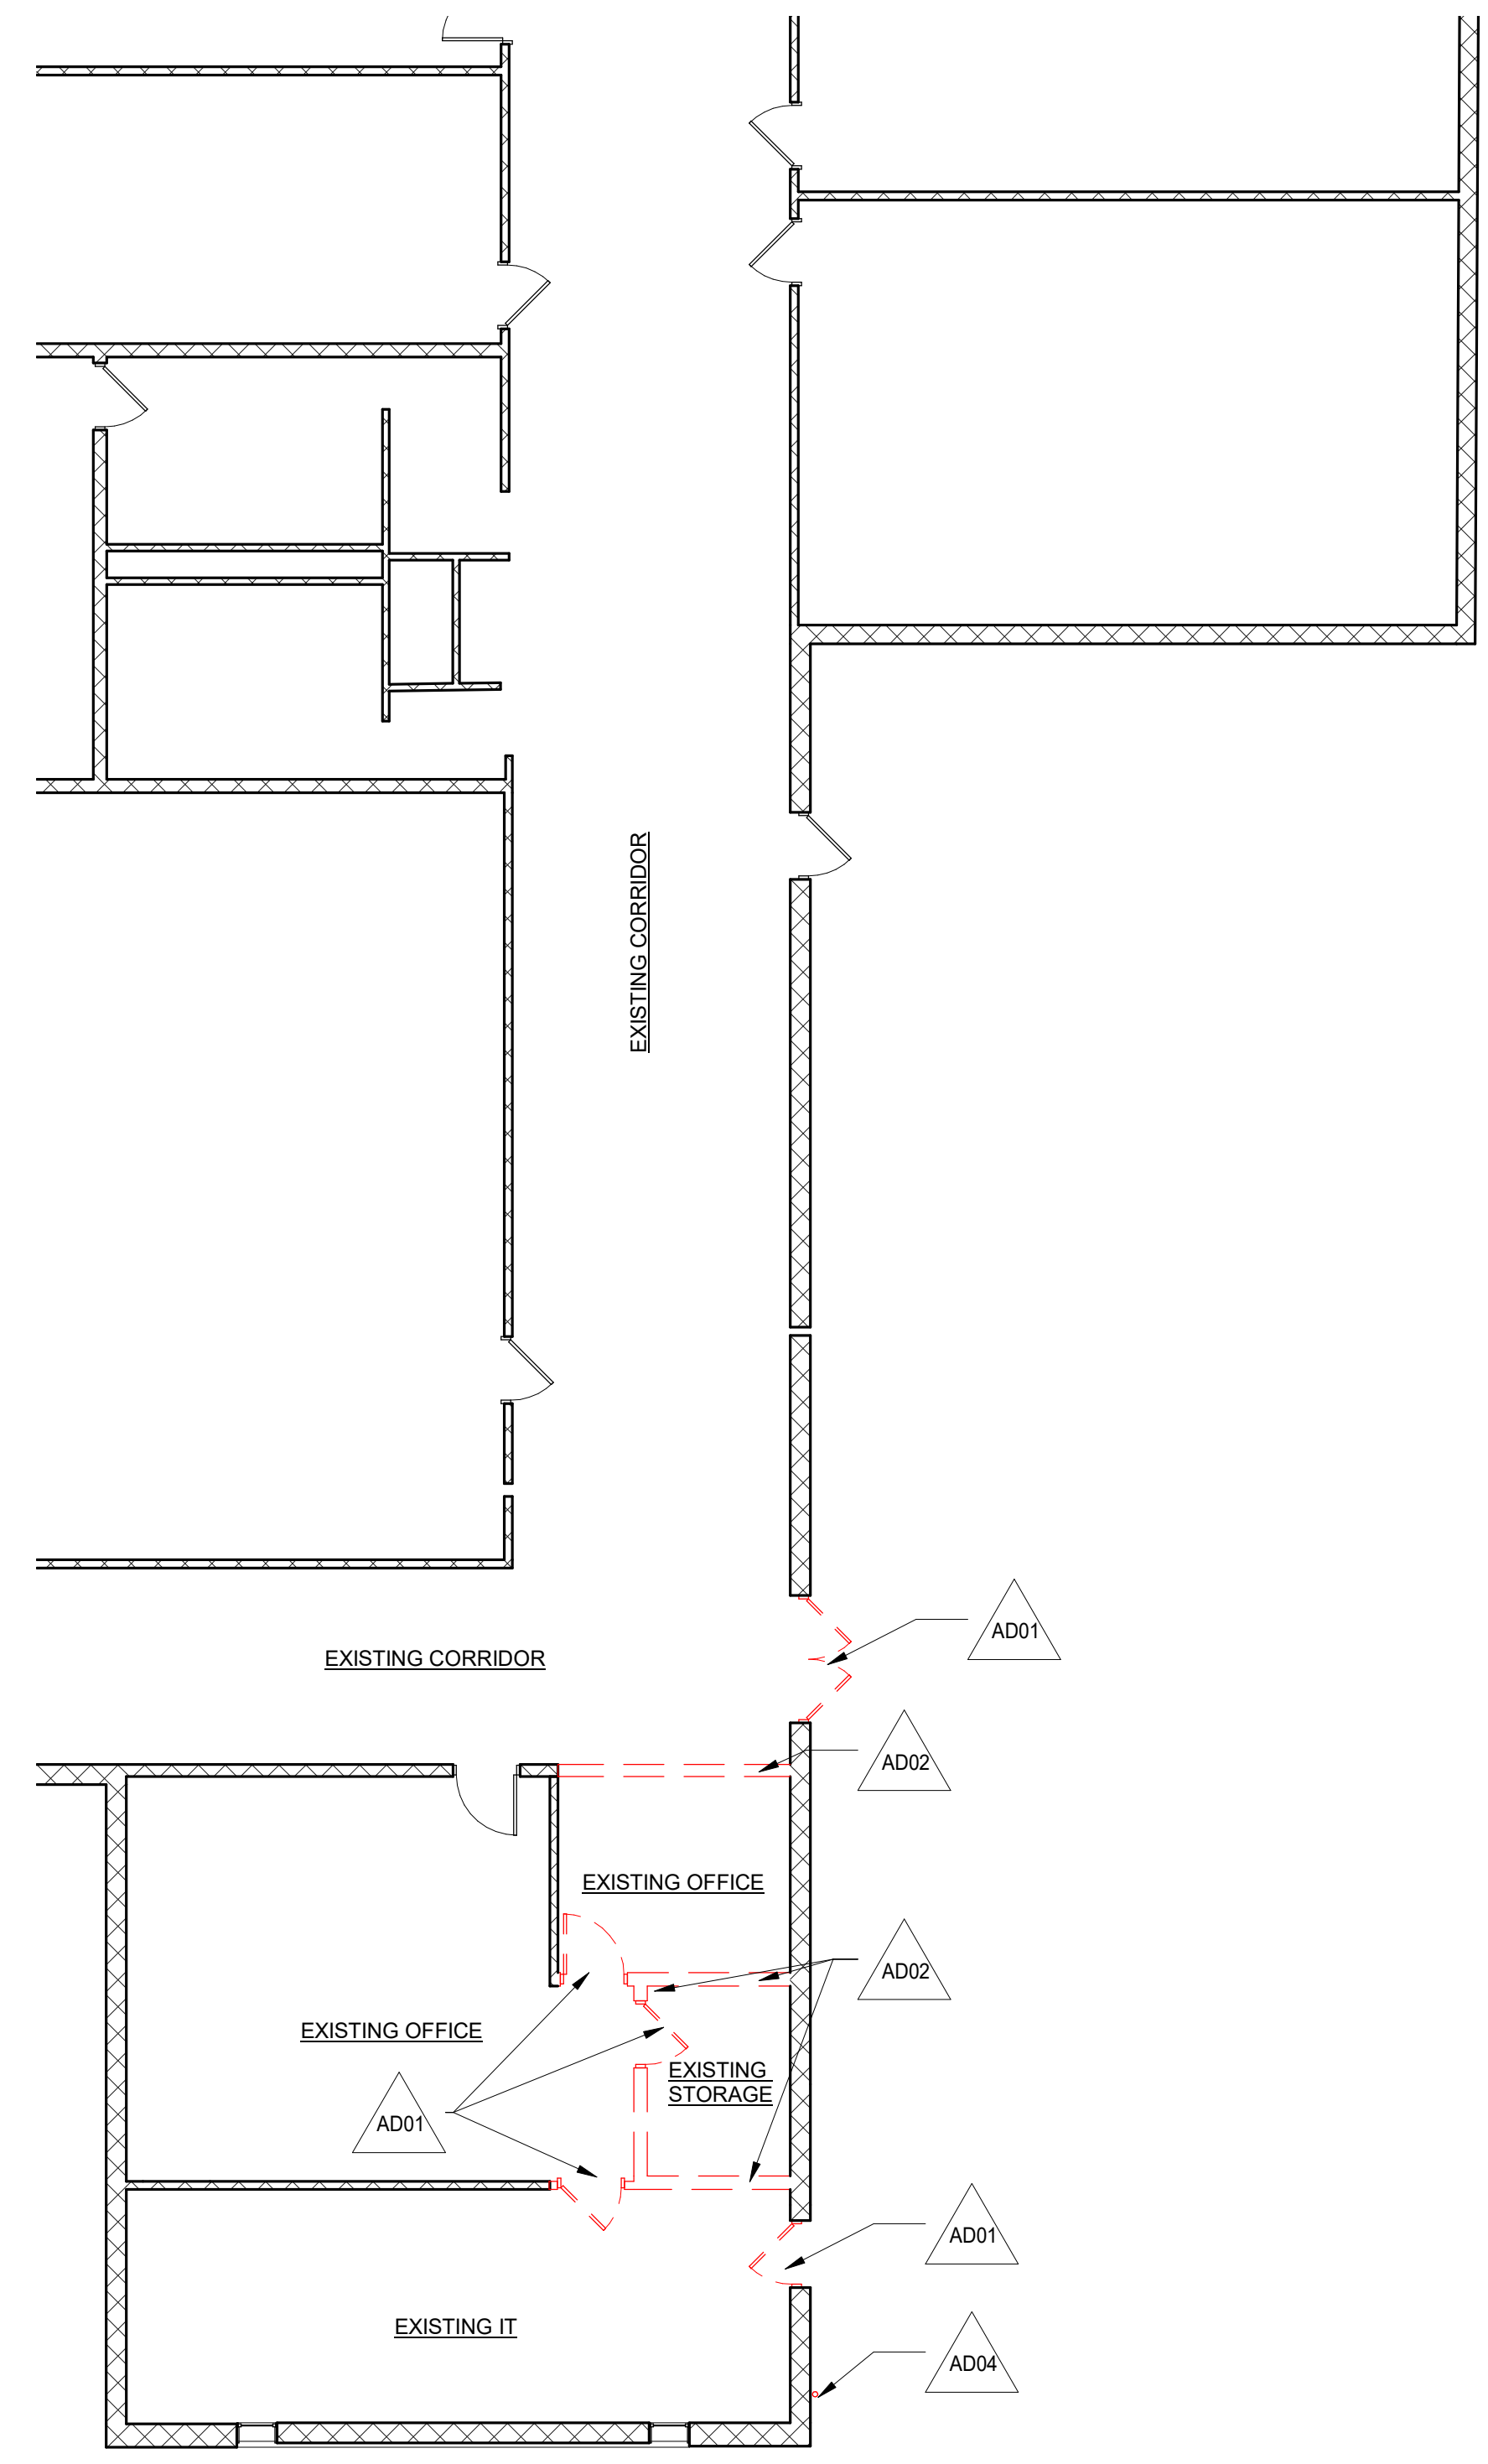 EXISTING CORRIDOR
AD01
EXISTING CORRIDOR
AD02
EXISTING OFFICE
AD02
EXISTING OFFICE
EXISTING
STORAGE
AD01
AD01
EXISTING IT
AD04